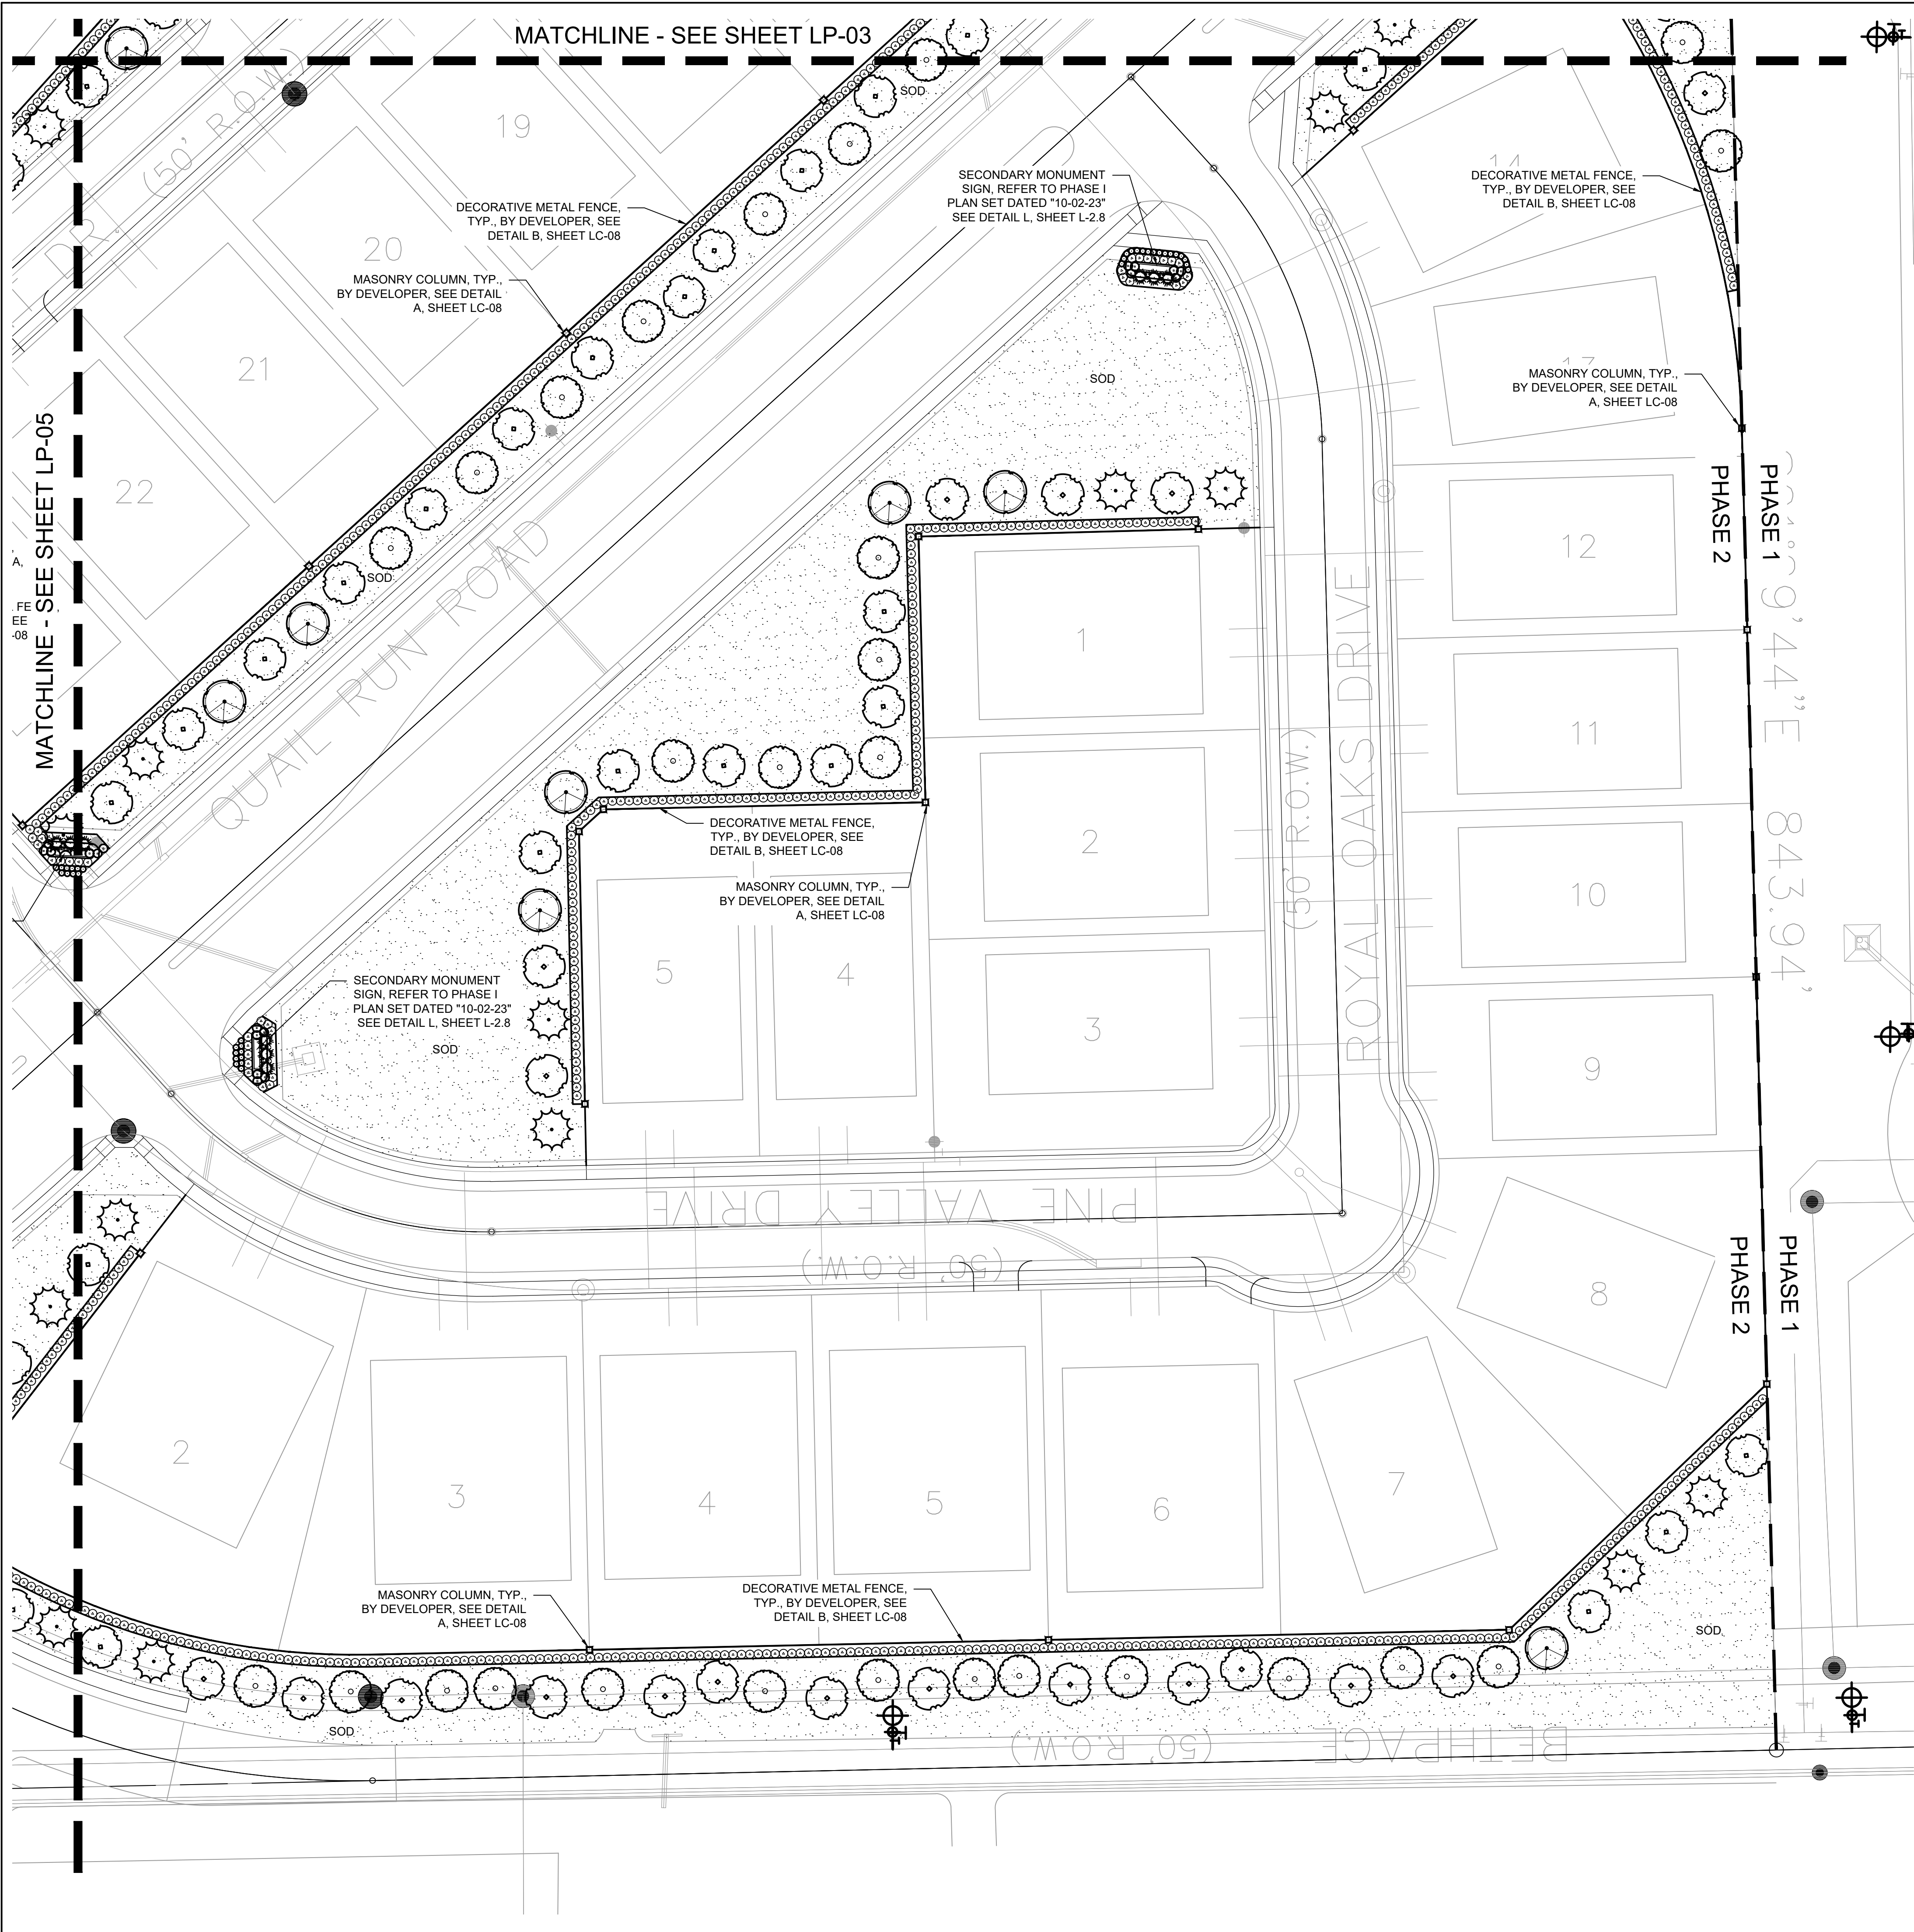 MATCHLINE - SEE SHEET LP-03
DR. (50' R.O.W.)
SOD
19
SECONDARY MONUMENT
SIGN, REFER TO PHASE I
PLAN SET DATED "10-02-23"
SEE DETAIL L, SHEET L-2.8
14
DECORATIVE METAL FENCE,
TYP., BY DEVELOPER, SEE
DETAIL B, SHEET LC-08
DECORATIVE METAL FENCE,
TYP., BY DEVELOPER, SEE
DETAIL B, SHEET LC-08
20
MASONRY COLUMN, TYP.,
BY DEVELOPER, SEE DETAIL
A, SHEET LC-08
21
SOD
MASONRY COLUMN, TYP.,
BY DEVELOPER, SEE DETAIL
A, SHEET LC-08
22
MATCHLINE - SEE SHEET LP-05
A,
FE
EE
-08
SOD
QUAIL RUN ROAD
PHASE 2
PHASE 1
9'44"E 843.94'
12
1
11
ROYAL OAKS DRIVE
(50' R.O.W.)
2
10
DECORATIVE METAL FENCE,
TYP., BY DEVELOPER, SEE
DETAIL B, SHEET LC-08
MASONRY COLUMN, TYP.,
BY DEVELOPER, SEE DETAIL
A, SHEET LC-08
5
4
3
9
SECONDARY MONUMENT
SIGN, REFER TO PHASE I
PLAN SET DATED "10-02-23"
SEE DETAIL L, SHEET L-2.8
SOD
PINE VALLEY DRIVE
(50' R.O.W.)
PHASE 2
PHASE 1
8
2
3
4
5
6
7
MASONRY COLUMN, TYP.,
BY DEVELOPER, SEE DETAIL
A, SHEET LC-08
DECORATIVE METAL FENCE,
TYP., BY DEVELOPER, SEE
DETAIL B, SHEET LC-08
SOD
SOD
BETHPAGE (50' R.O.W.)